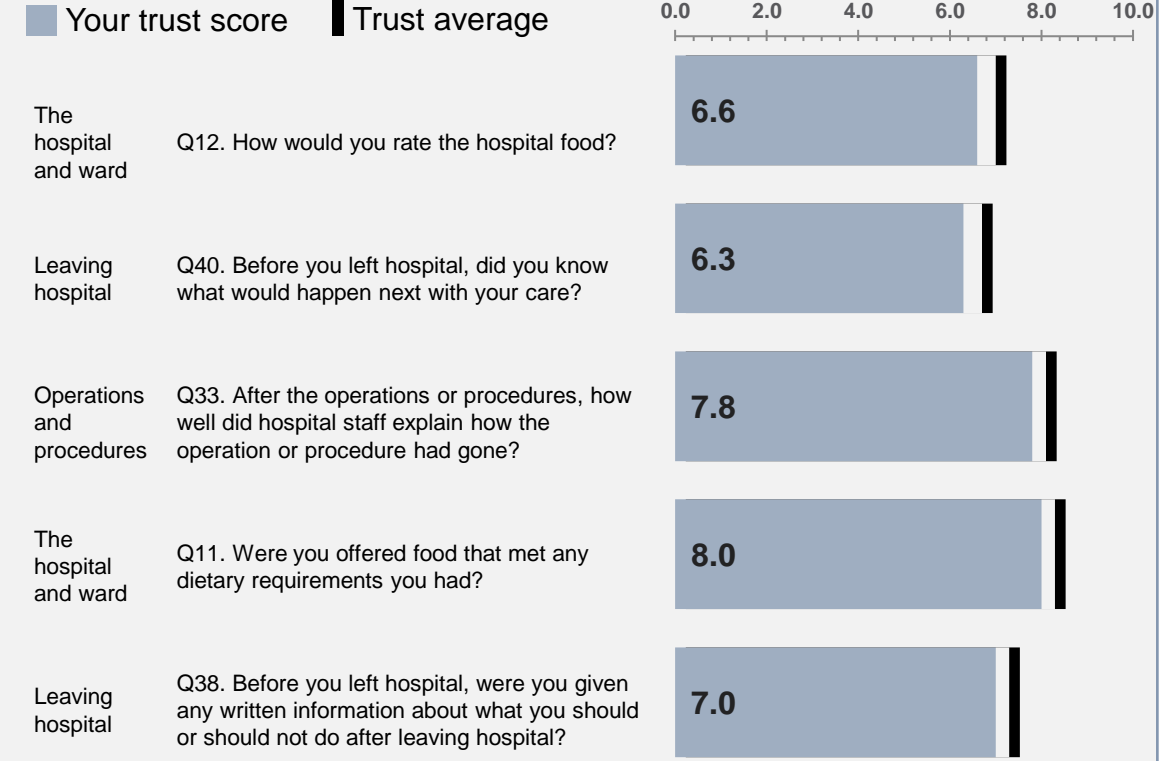 Your trust score
Trust average
0.0 2.0 4.0 6.0 8.0 10.0
The
hospital
and ward
Q12. How would you rate the hospital food?
6.6
Leaving
hospital
Q40. Before you left hospital, did you know
what would happen next with your care?
6.3
Operations
and
procedures
Q33. After the operations or procedures, how
well did hospital staff explain how the
operation or procedure had gone?
7.8
The
hospital
and ward
Q11. Were you offered food that met any
dietary requirements you had?
8.0
Leaving
hospital
Q38. Before you left hospital, were you given
any written information about what you should
or should not do after leaving hospital?
7.0